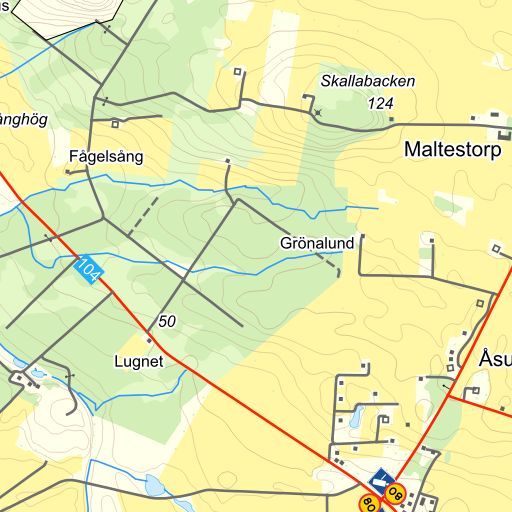 Skallabacken
124
Maltestorp
Fågelsång
Grönalund
104
50
Lugnet
80
80